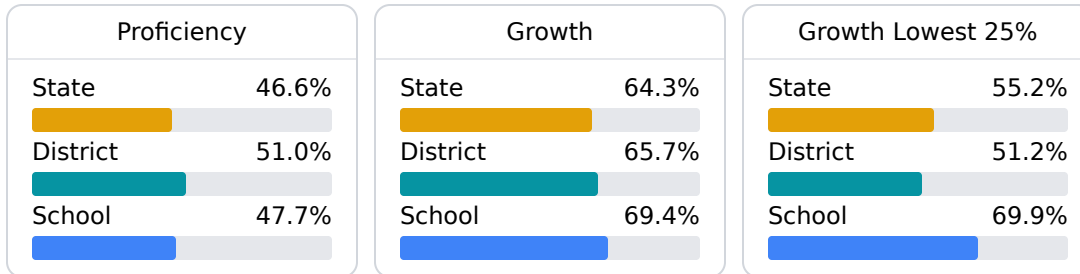 Proficiency
State 46.6%
District 51.0%
School 47.7%
Growth
State 64.3%
District 65.7%
School 69.4%
Growth Lowest 25%
State 55.2%
District 51.2%
School 69.9%